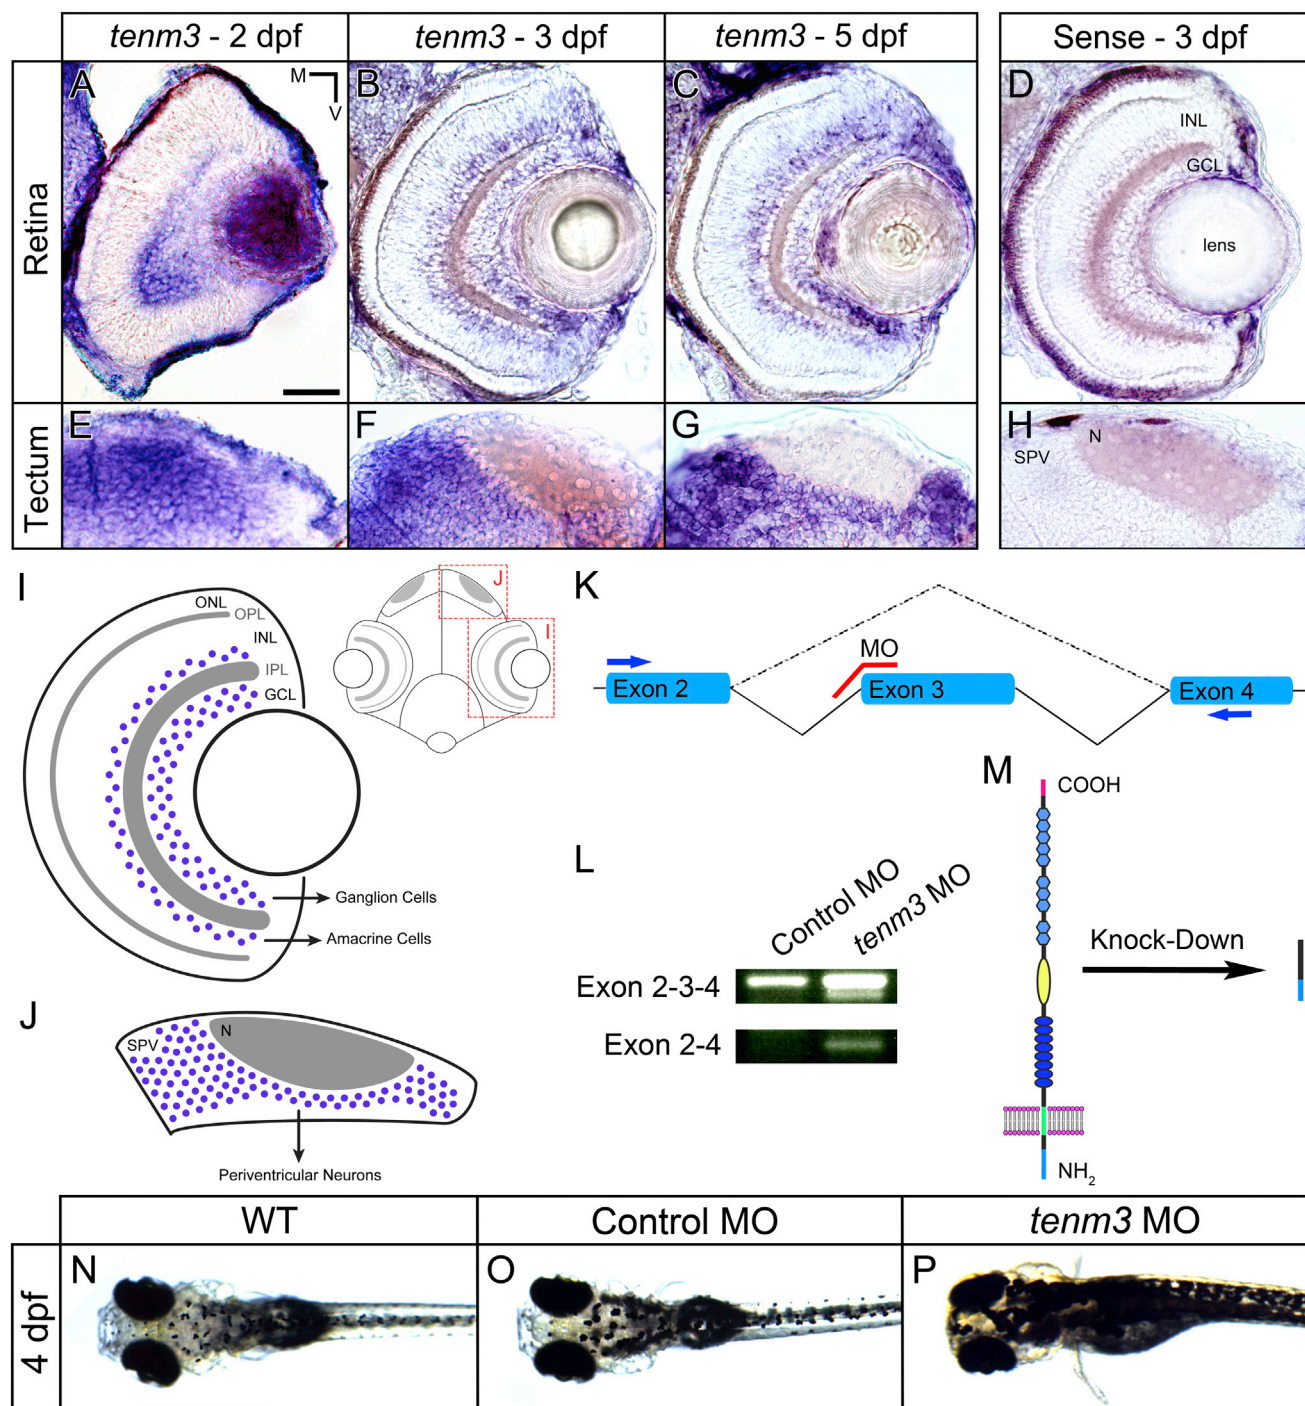 tenm3 - 2 dpf
tenm3 - 3 dpf
tenm3 - 5 dpf
Sense - 3 dpf
Retina
A
M
V
B
C
D
INL
GCL
lens
Tectum
E
F
G
H
N
SPV
I
ONL
OPL
INL
IPL
GCL
Ganglion Cells
Amacrine Cells
J
I
K
MO
Exon 2
Exon 3
Exon 4
J
N
SPV
Periventricular Neurons
L
Control MO
tenm3 MO
Exon 2-3-4
Exon 2-4
M
COOH
Knock-Down
NH2
WT
Control MO
tenm3 MO
4 dpf
N
O
P